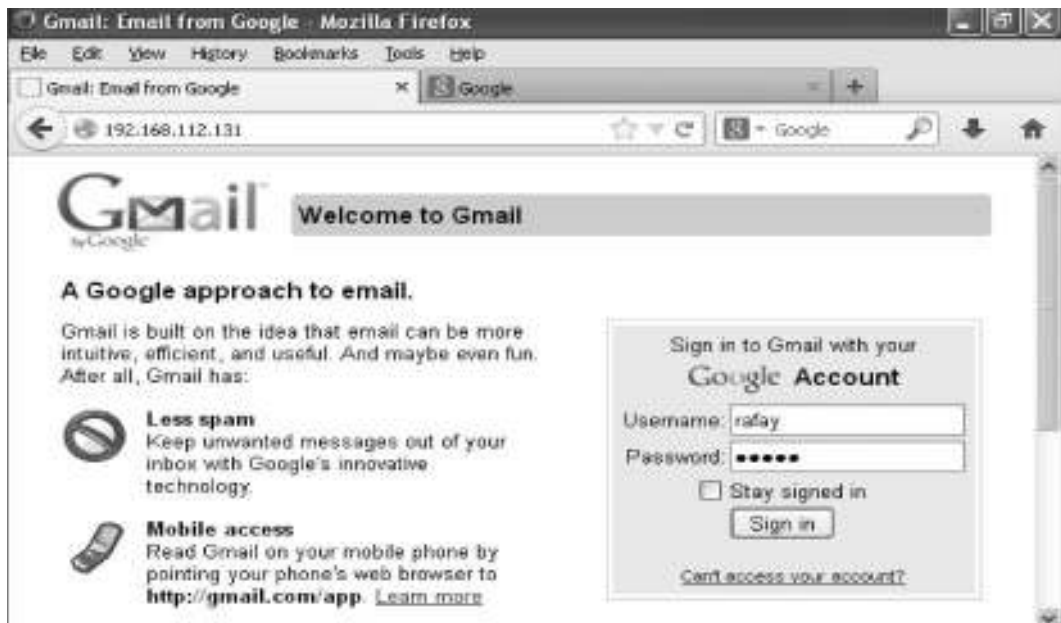 Gmail: Email from Google - Mozilla Firefox
File Edit View History Bookmarks Tools Help
Gmail: Email from Google × Google × +
192.168.112.131 Google
Gmail™ Welcome to Gmail
by Google
A Google approach to email.
Gmail is built on the idea that email can be more
intuitive, efficient, and useful. And maybe even fun.
After all, Gmail has:
Less spam
Keep unwanted messages out of your
inbox with Google's innovative
technology.
Mobile access
Read Gmail on your mobile phone by
pointing your phone's web browser to
http://gmail.com/app. Learn more
Sign in to Gmail with your
Google Account
Username: rafay
Password: •••••
Stay signed in
Sign in
Can't access your account?